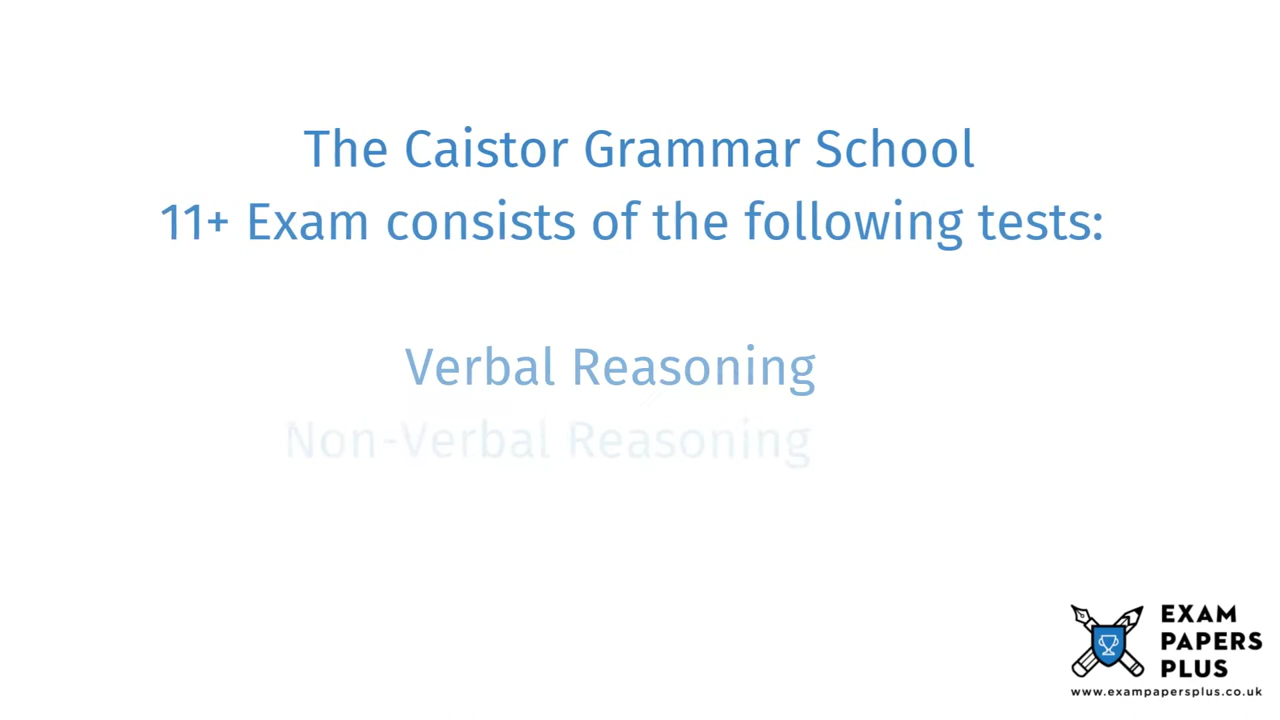 The Caistor Grammar School
11+ Exam consists of the following tests:
Verbal Reasoning
Non-Verbal Reasoning
EXAM
PAPERS
PLUS
www.exampapersplus.co.uk